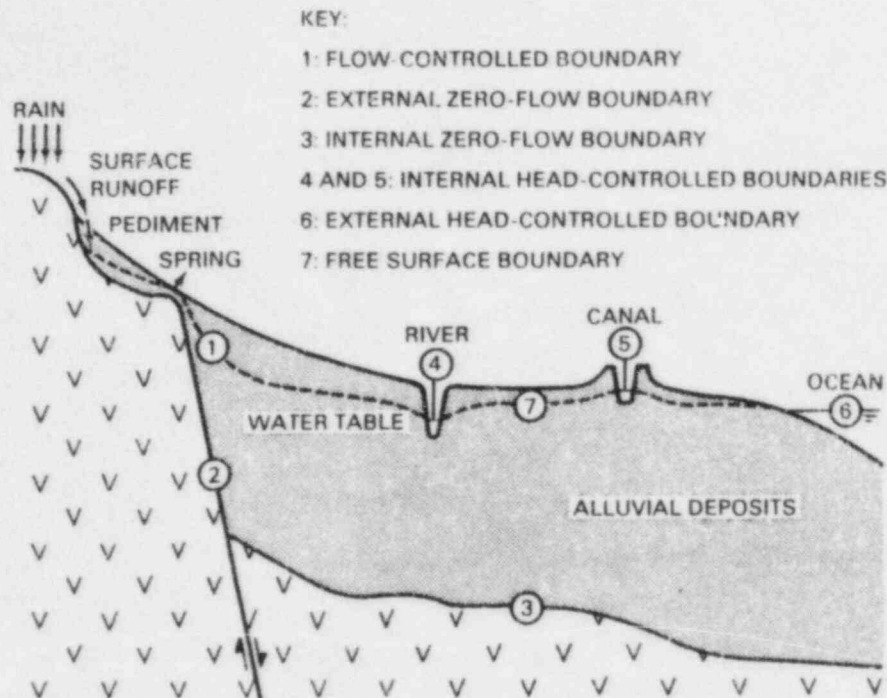 KEY:
1: FLOW-CONTROLLED BOUNDARY
2: EXTERNAL ZERO-FLOW BOUNDARY
3: INTERNAL ZERO-FLOW BOUNDARY
4 AND 5: INTERNAL HEAD-CONTROLLED BOUNDARIES
6: EXTERNAL HEAD-CONTROLLED BOUNDARY
7: FREE SURFACE BOUNDARY
RAIN
SURFACE
RUNOFF
PEDIMENT
SPRING
RIVER
CANAL
OCEAN
1
4
5
6
7
WATER TABLE
2
ALLUVIAL DEPOSITS
3